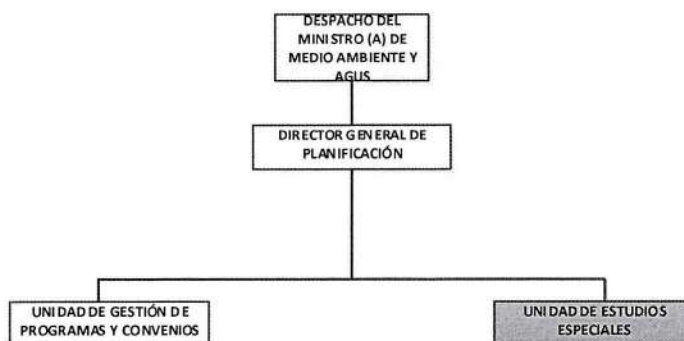 DESPACHO DEL
MINISTRO (A) DE
MEDIO AMBIENTE Y
AGUS
DIRECTOR GENERAL DE
PLANIFICACIÓN
UNIDAD DE GESTIÓN DE
PROGRAMAS Y CONVENIOS
UNIDAD DE ESTUDIOS
ESPECIALES